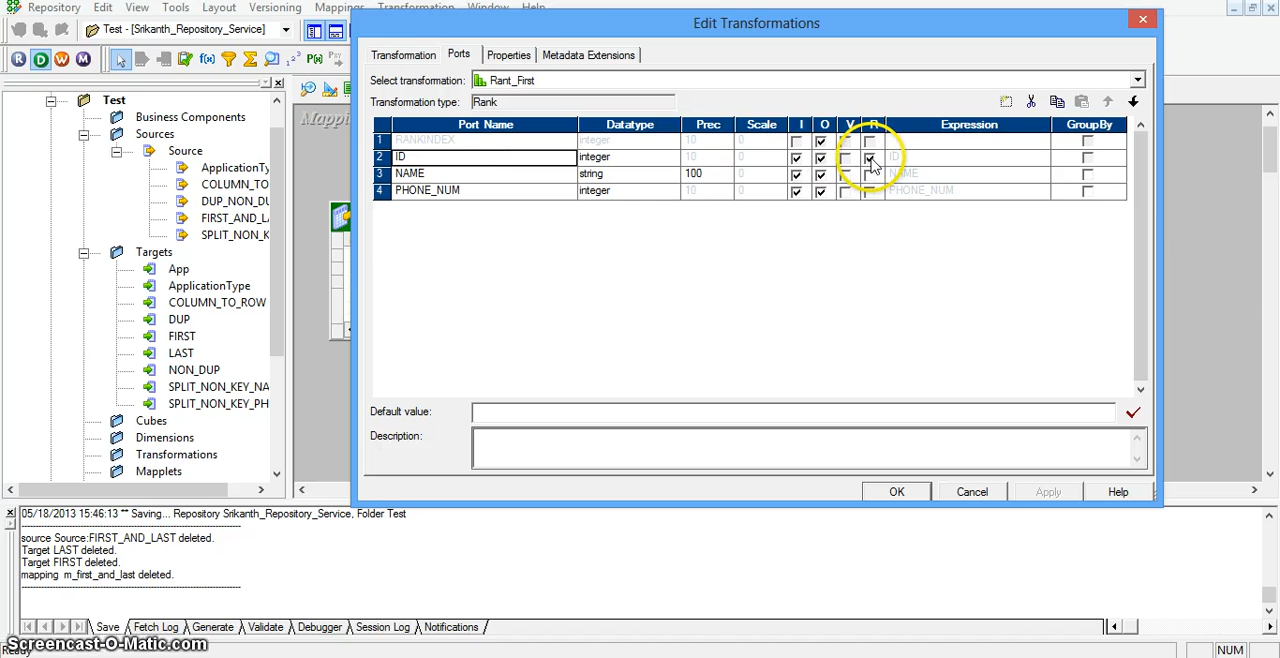 Repository Edit View Tools Layout Versioning Mappings Transformation Window Help
Edit Transformations
Test - [Srikanth_Repository_Service]
R D W M
Transformation Ports Properties Metadata Extensions
Select transformation: Rant_First
Transformation type: Rank
Port Name Datatype Prec Scale I O V R Expression GroupBy
1 RANKINDEX integer 10 0
2 ID integer 10 0 ID
3 NAME string 100 0 NAME
4 PHONE_NUM integer 10 0 PHONE_NUM
Default value:
Description:
OK Cancel Apply Help
Test
Business Components
Sources
Source
ApplicationTy
COLUMN_TO
DUP_NON_DU
FIRST_AND_LA
SPLIT_NON_K
Targets
App
ApplicationType
COLUMN_TO_ROW
DUP
FIRST
LAST
NON_DUP
SPLIT_NON_KEY_NA
SPLIT_NON_KEY_PH
Cubes
Dimensions
Transformations
Mapplets
Mappi
05/18/2013 15:46:13 ** Saving... Repository Srikanth_Repository_Service, Folder Test
source Source:FIRST_AND_LAST deleted.
Target LAST deleted.
Target FIRST deleted.
mapping m_first_and_last deleted.
Save Fetch Log Generate Validate Debugger Session Log Notifications
Screencast-O-Matic.com
Ready
NUM